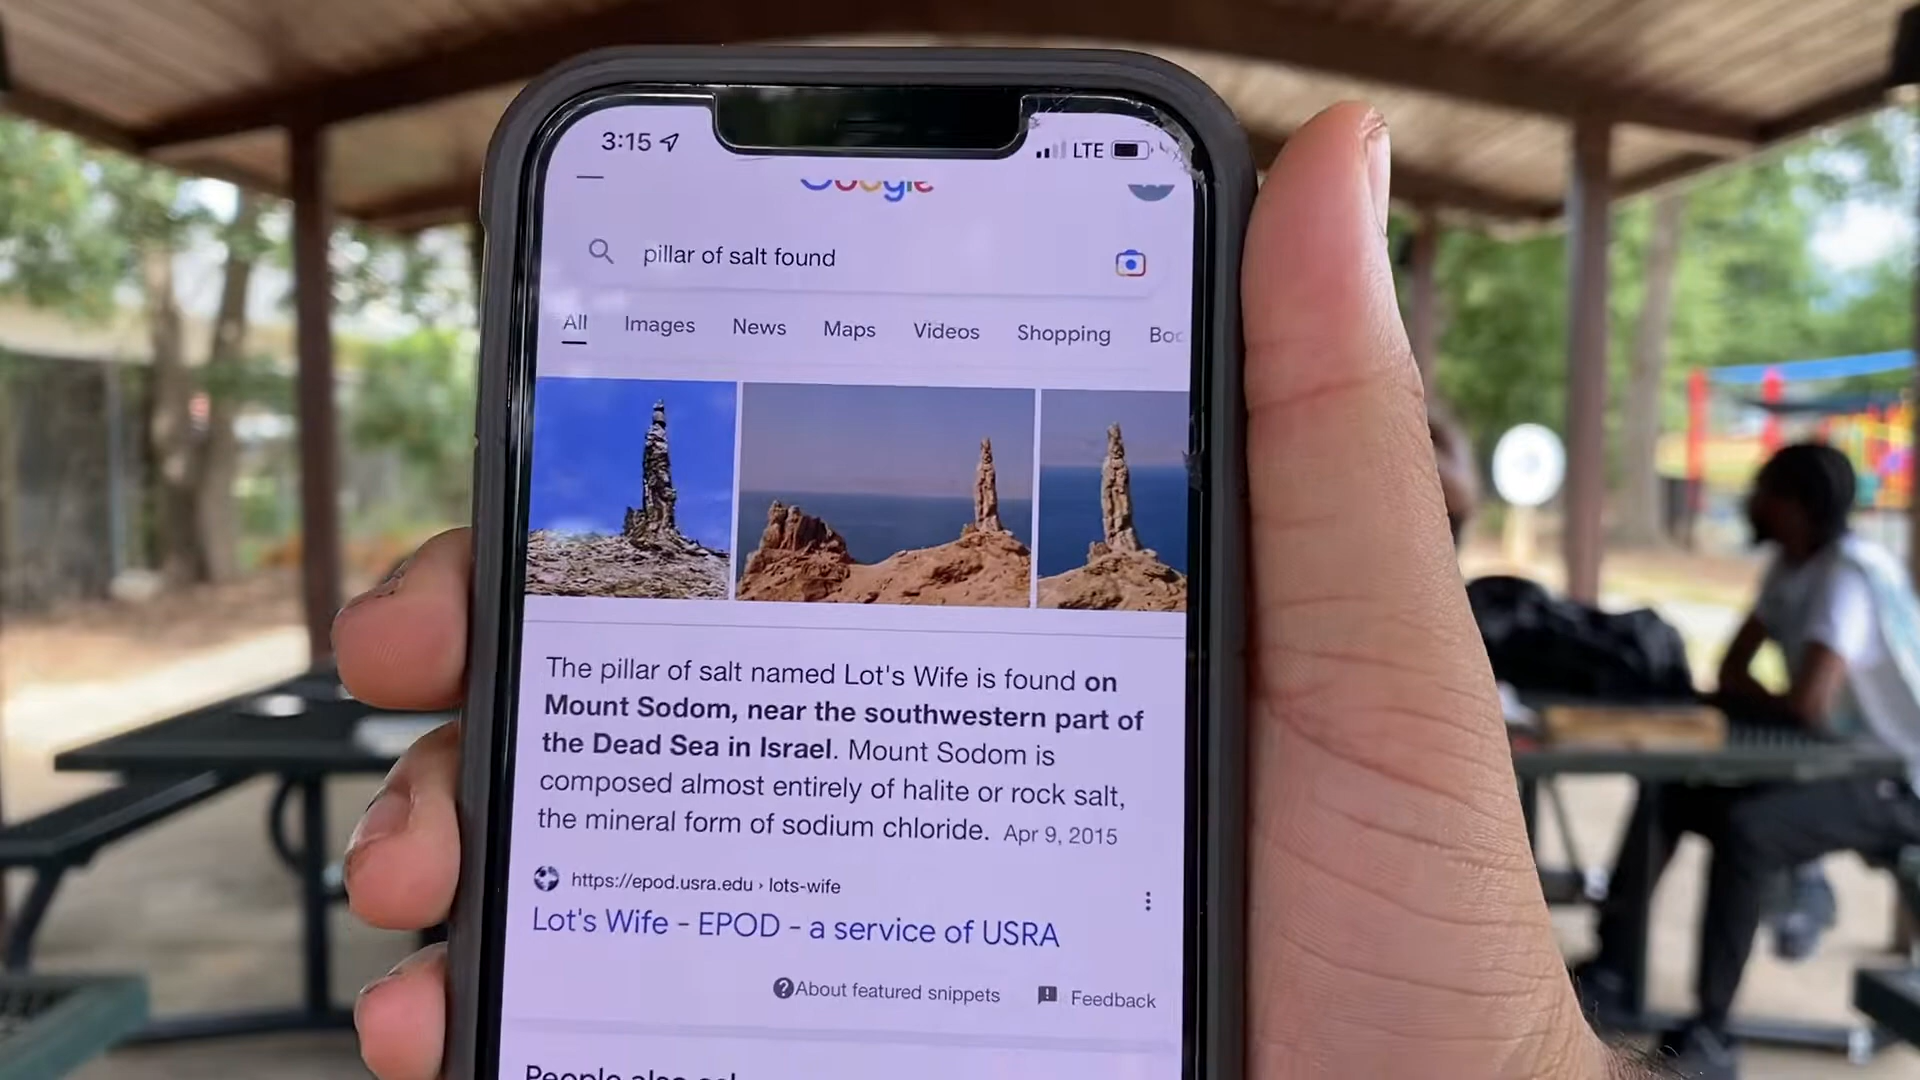 3:15 LTE
Google
pillar of salt found
All Images News Maps Videos Shopping
The pillar of salt named Lot's Wife is found on
Mount Sodom, near the southwestern part of
the Dead Sea in Israel. Mount Sodom is
composed almost entirely of halite or rock salt,
the mineral form of sodium chloride. Apr 9, 2015
https://epod.usra.edu › lots-wife
Lot's Wife - EPOD - a service of USRA
About featured snippets Feedback
People also